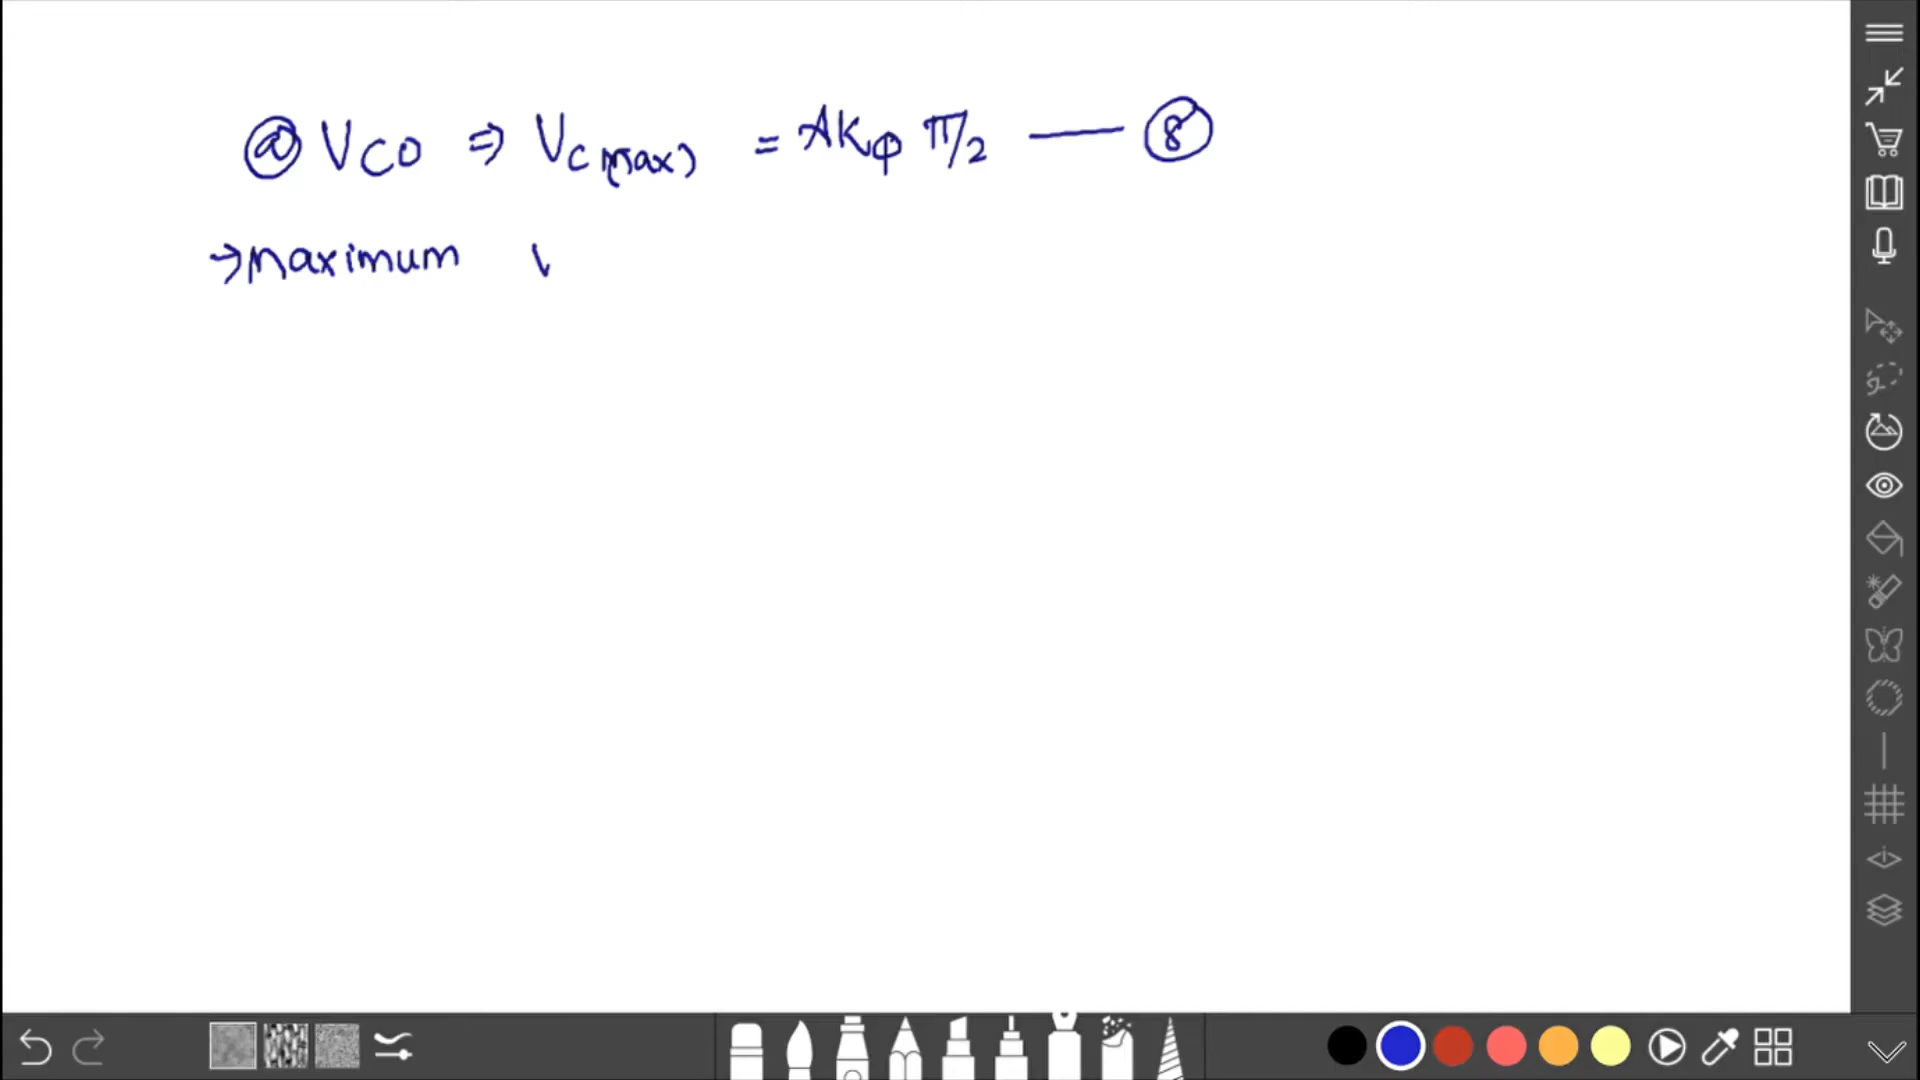 @ VCO ⇒ VC(max) = AKφ π/2 — ⑧
→ maximum V